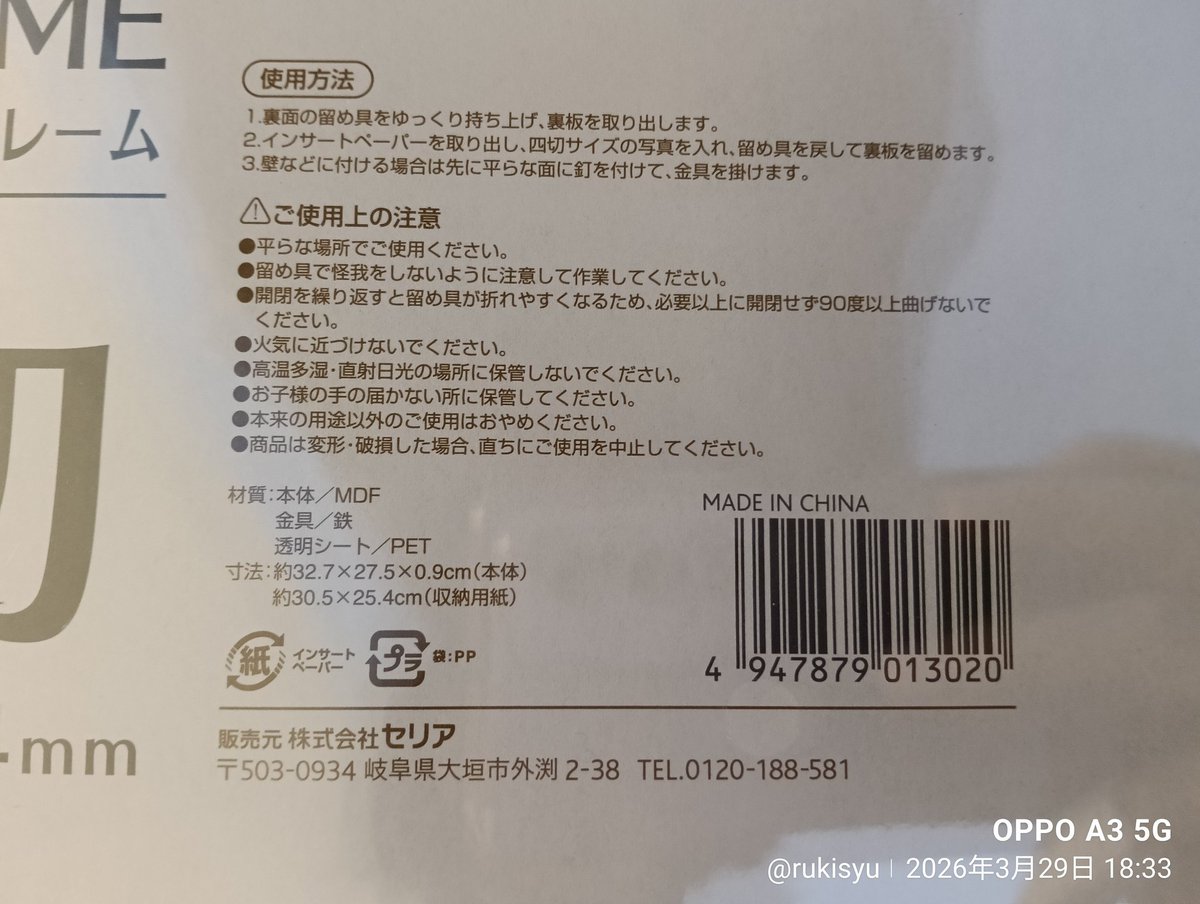 ME
レーム
切
mm
使用方法
1.裏面の留め具をゆっくり持ち上げ、裏板を取り出します。
2.インサートペーパーを取り出し、四切サイズの写真を入れ、留め具を戻して裏板を留めます。
3.壁などに付ける場合は先に平らな面に釘を付けて、金具を掛けます。
⚠ご使用上の注意
●平らな場所でご使用ください。
●留め具で怪我をしないように注意して作業してください。
●開閉を繰り返すと留め具が折れやすくなるため、必要以上に開閉せず90度以上曲げないで
ください。
●火気に近づけないでください。
●高温多湿・直射日光の場所に保管しないでください。
●お子様の手の届かない所に保管してください。
●本来の用途以外のご使用はおやめください。
●商品は変形・破損した場合、直ちにご使用を中止してください。
材質:本体/MDF
金具/鉄
透明シート/PET
寸法:約32.7×27.5×0.9cm(本体)
約30.5×25.4cm(収納用紙)
紙 インサート
ペーパー
プラ 袋:PP
MADE IN CHINA
4 947879 013020
販売元 株式会社セリア
〒503-0934 岐阜県大垣市外渕 2-38 TEL.0120-188-581
OPPO A3 5G
@rukisyu | 2026年3月29日 18:33